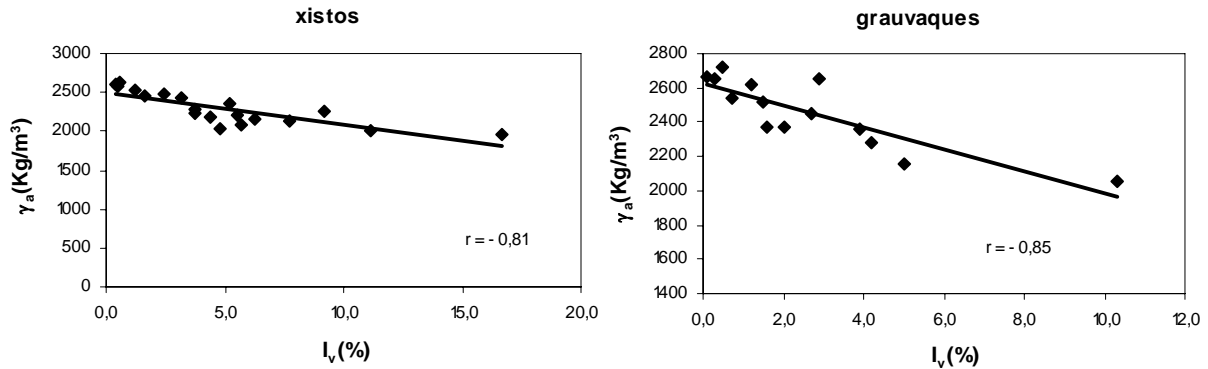 xistos
3000
2500
2000
1500
1000
500
0
γa(Kg/m³)
r = - 0,81
0,0 5,0 10,0 15,0 20,0
Iv(%)
grauvaques
2800
2600
2400
2200
2000
1800
1600
1400
γa(Kg/m³)
r = - 0,85
0,0 2,0 4,0 6,0 8,0 10,0 12,0
Iv(%)